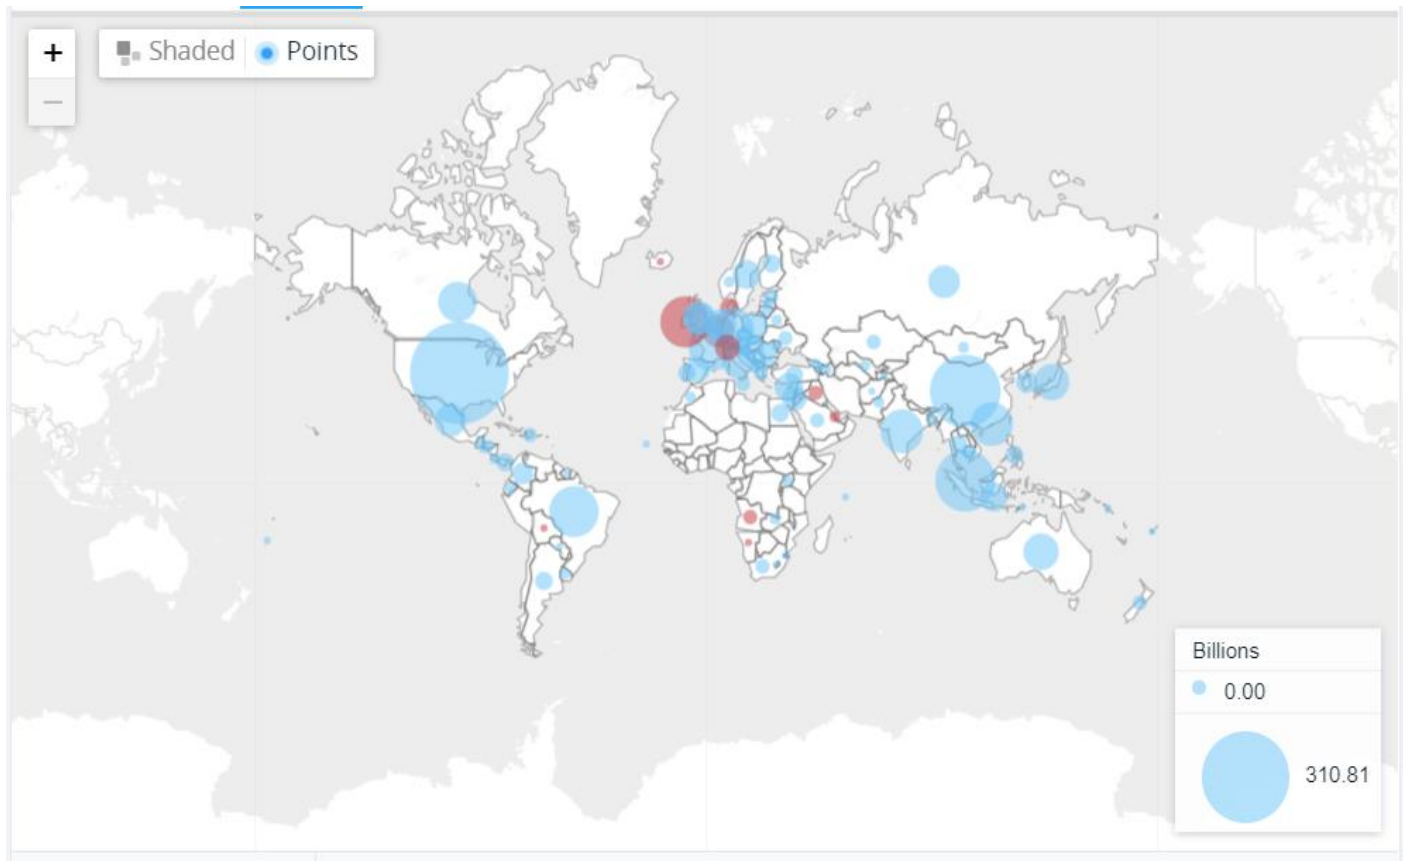 +
Shaded
Points
−
Billions
0.00
310.81